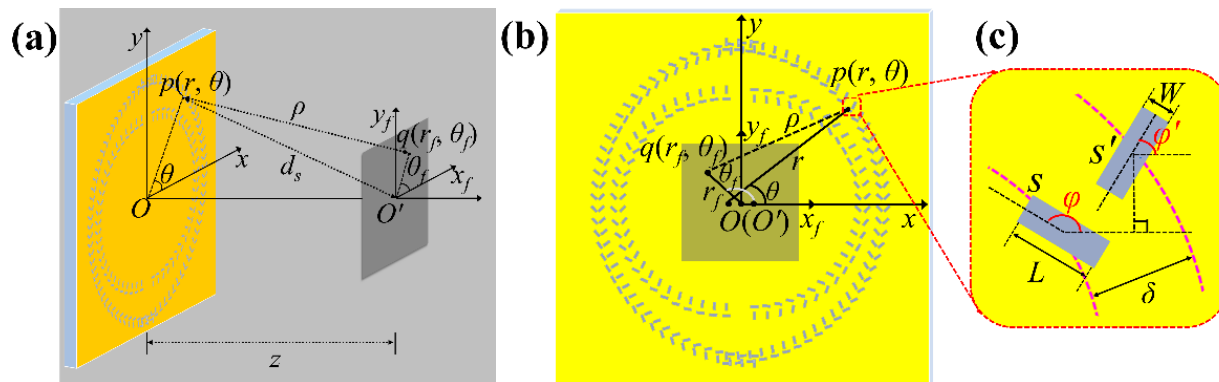 (a)
y
p(r, θ)
ρ
y_f
q(r_f, θ_f)
θ
x
d_s
θ_f
x_f
O
O'
z
(b)
y
p(r, θ)
y_f
ρ
q(r_f, θ_f)
θ_f
r
r_f
θ
O(O')
x_f
x
(c)
W
S'
φ'
S
φ
L
δ